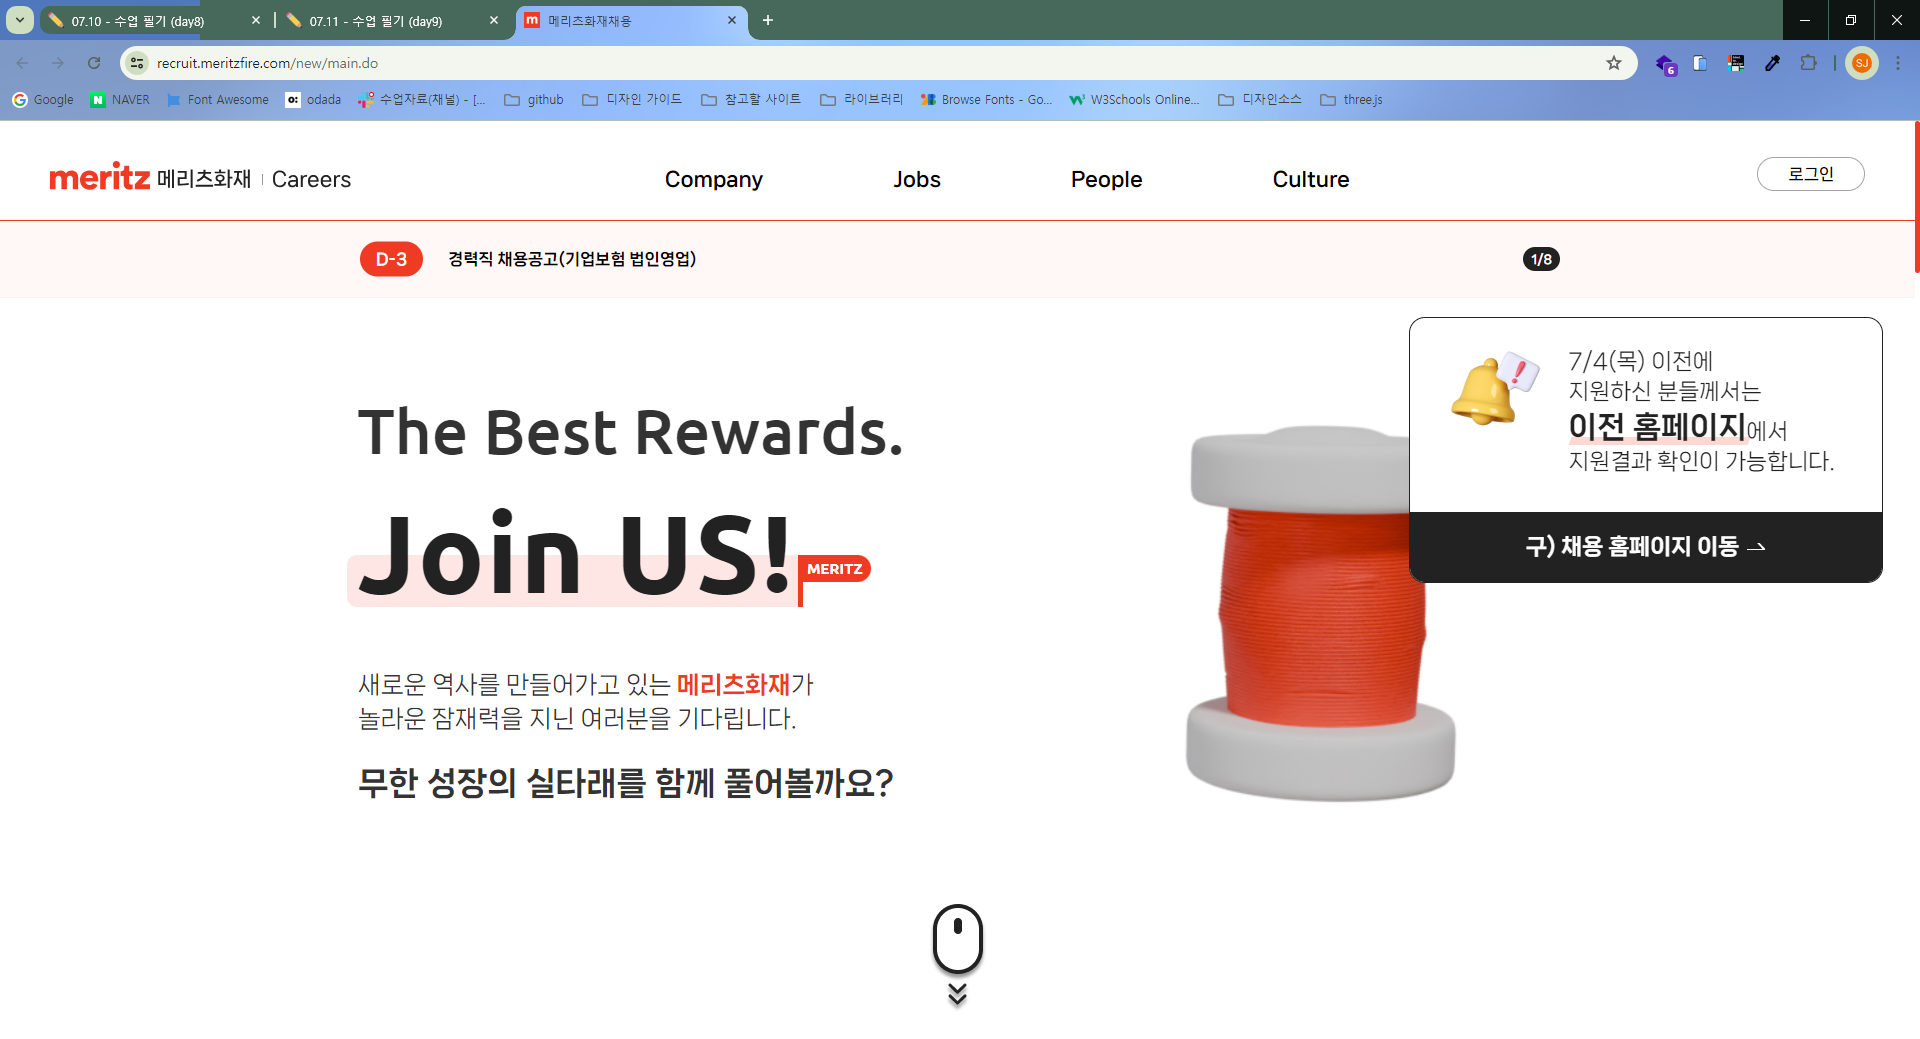 07.10 - 수업 필기 (day8)
07.11 - 수업 필기 (day9)
메리츠화재채용
recruit.meritzfire.com/new/main.do
6
SJ
Google
NAVER
Font Awesome
odada
수업자료(채널) - [...
github
디자인 가이드
참고할 사이트
라이브러리
Browse Fonts - Go...
W3Schools Online...
디자인소스
three.js
meritz 메리츠화재 | Careers
Company
Jobs
People
Culture
로그인
D-3
경력직 채용공고(기업보험 법인영업)
1/8
7/4(목) 이전에
지원하신 분들께서는
이전 홈페이지에서
지원결과 확인이 가능합니다.
구) 채용 홈페이지 이동
The Best Rewards.
Join US!
MERITZ
새로운 역사를 만들어가고 있는 메리츠화재가
놀라운 잠재력을 지닌 여러분을 기다립니다.
무한 성장의 실타래를 함께 풀어볼까요?